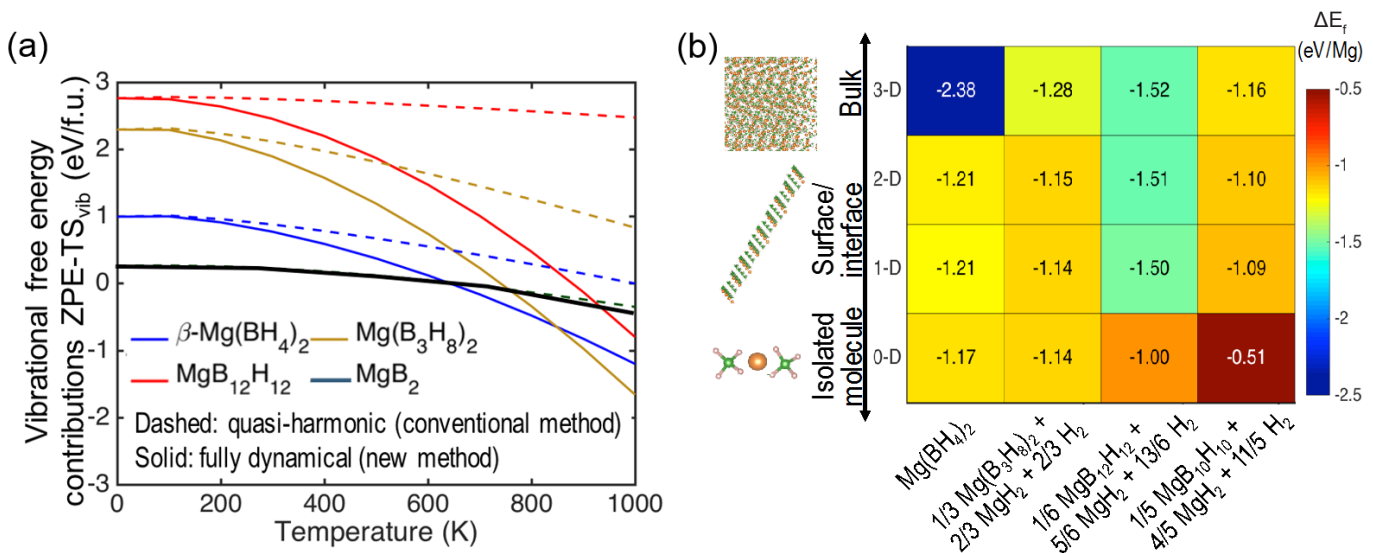 (a)
Vibrational free energy
contributions ZPE-TS_vib (eV/f.u.)
3
2
1
0
-1
-2
-3
β-Mg(BH₄)₂
Mg(B₃H₈)₂
MgB₁₂H₁₂
MgB₂
Dashed: quasi-harmonic (conventional method)
Solid: fully dynamical (new method)
0 200 400 600 800 1000
Temperature (K)
(b)
Bulk
Surface/
interface
Isolated
molecule
3-D -2.38 -1.28 -1.52 -1.16
2-D -1.21 -1.15 -1.51 -1.10
1-D -1.21 -1.14 -1.50 -1.09
0-D -1.17 -1.14 -1.00 -0.51
Mg(BH₄)₂
1/3 Mg(B₃H₈)₂ +
2/3 MgH₂ + 2/3 H₂
1/6 MgB₁₂H₁₂ +
5/6 MgH₂ + 13/6 H₂
1/5 MgB₁₀H₁₀ +
4/5 MgH₂ + 11/5 H₂
ΔE_f
(eV/Mg)
-0.5
-1
-1.5
-2
-2.5